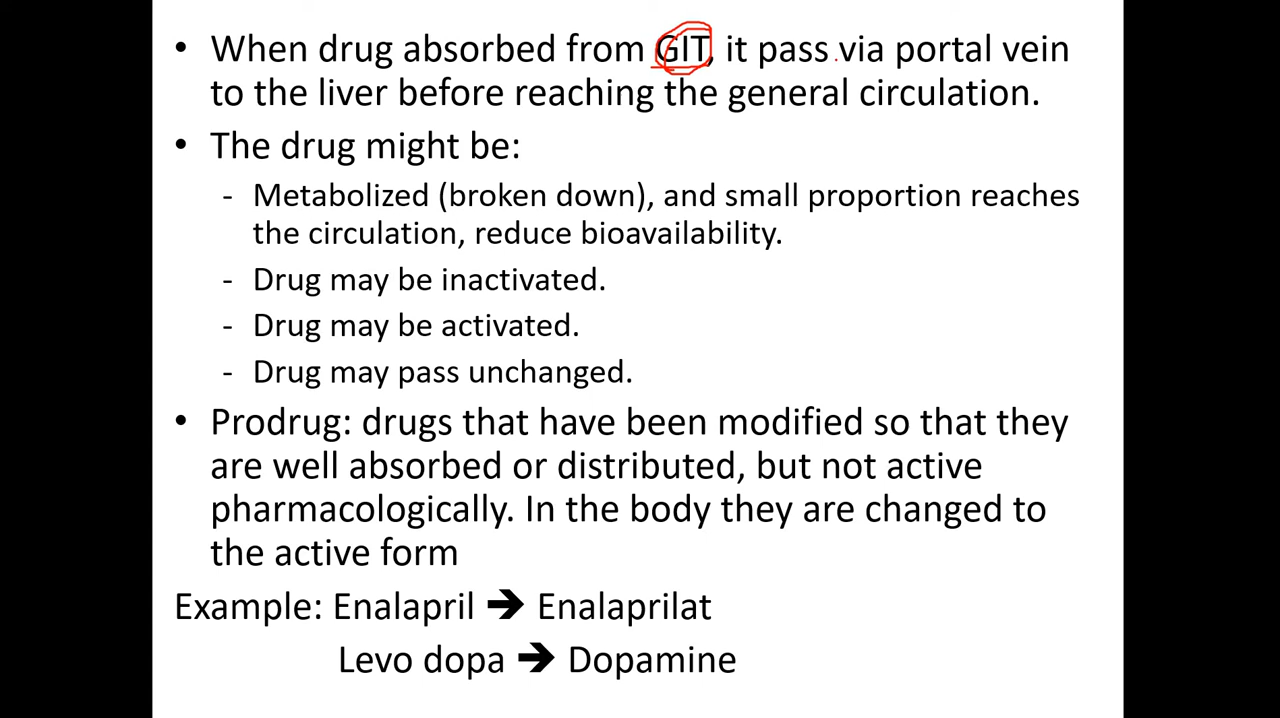 • When drug absorbed from GIT, it pass via portal vein
to the liver before reaching the general circulation.
• The drug might be:
- Metabolized (broken down), and small proportion reaches
the circulation, reduce bioavailability.
- Drug may be inactivated.
- Drug may be activated.
- Drug may pass unchanged.
• Prodrug: drugs that have been modified so that they
are well absorbed or distributed, but not active
pharmacologically. In the body they are changed to
the active form
Example: Enalapril ➔ Enalaprilat
Levo dopa ➔ Dopamine